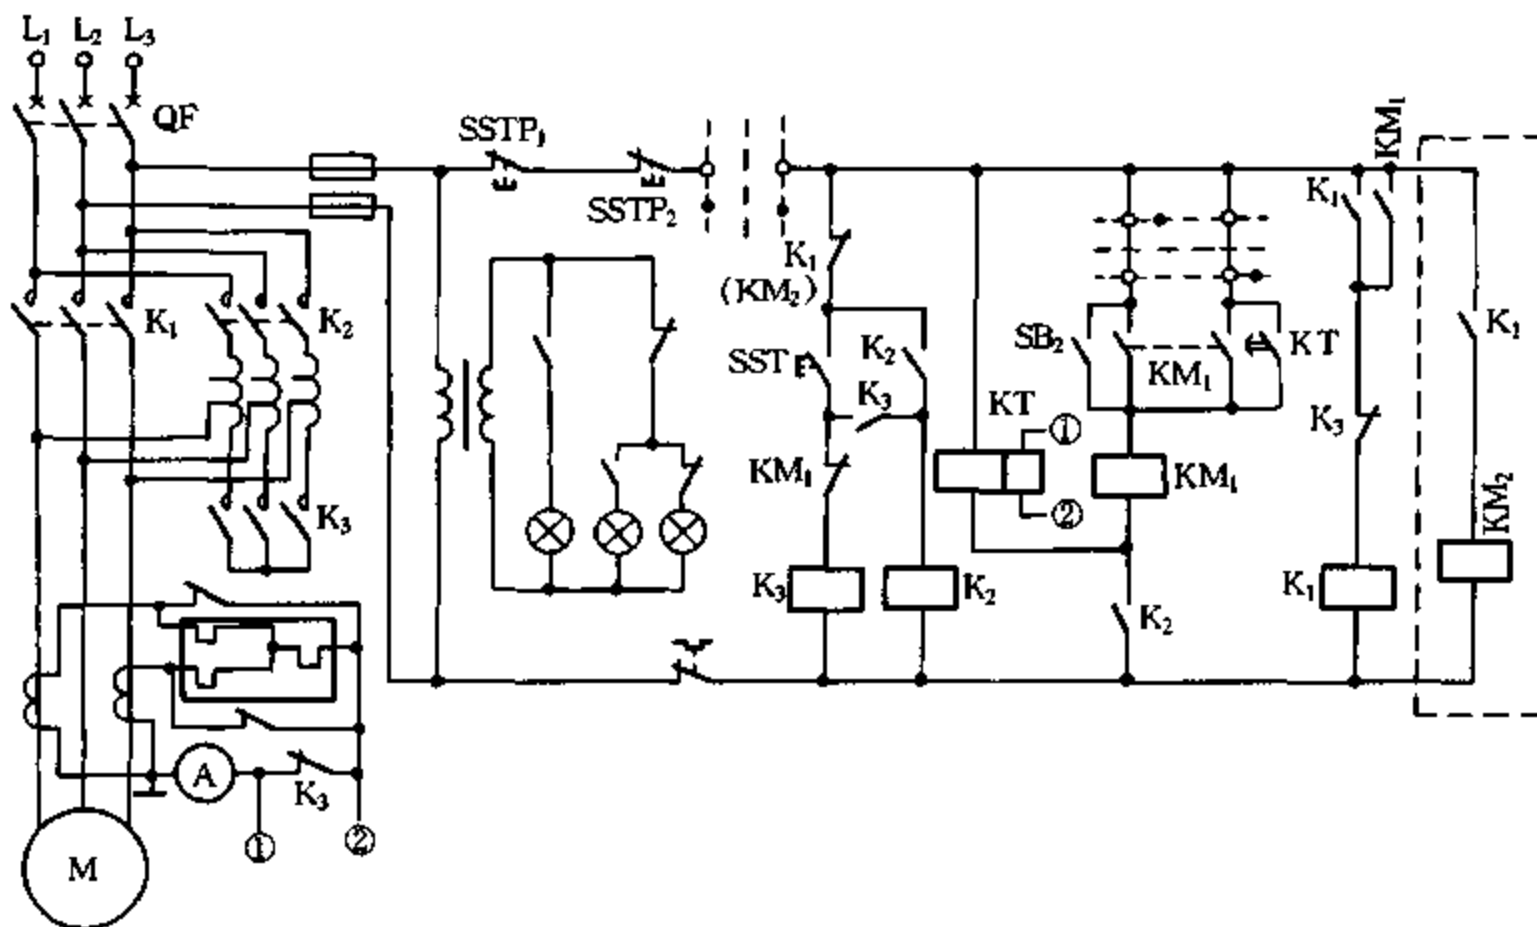 L₁ L₂ L₃
QF
SSTP₁
SSTP₂
KM₁
K₁
K₁
(KM₂)
K₁
K₂
SB₂
KM₁
KT
K₁
SST
K₂
K₃
KT
①
K₃
KM₁
②
KM₁
KM₂
K₃
K₃
K₂
K₂
K₁
A
K₃
①
②
M